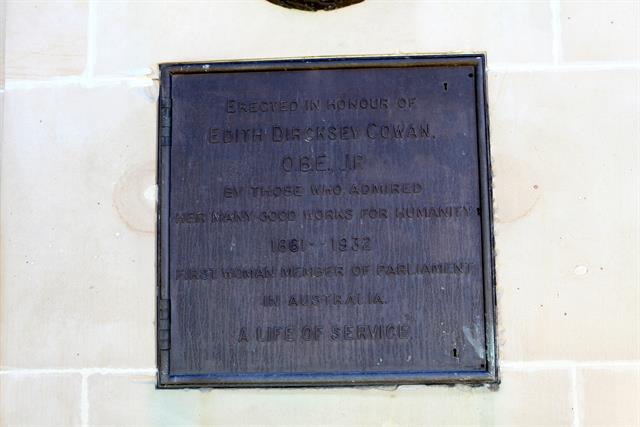 ERECTED IN HONOUR OF
EDITH DIRCKSEY COWAN,
O.B.E., J.P.
BY THOSE WHO ADMIRED
HER MANY GOOD WORKS FOR HUMANITY
1861--1932
FIRST WOMAN MEMBER OF PARLIAMENT
IN AUSTRALIA.
A LIFE OF SERVICE.